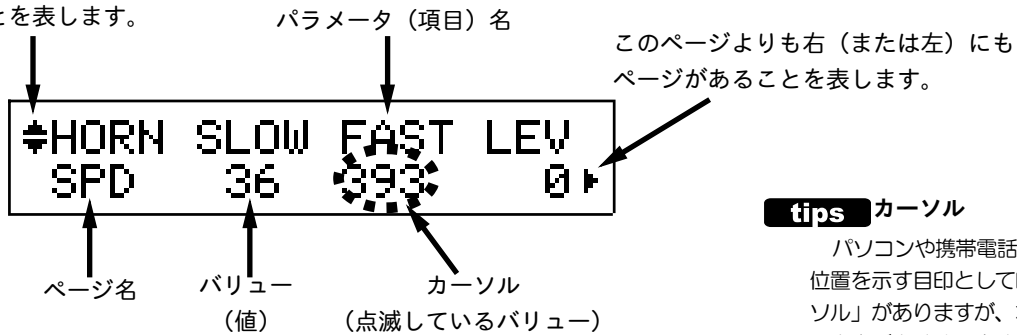 とを表します。
パラメータ（項目）名
このページよりも右（または左）にも
ページがあることを表します。
HORN SLOW FAST LEV
SPD 36 393 0
ページ名
バリュー
（値）
カーソル
（点滅しているバリュー）
tips カーソル
パソコンや携帯電話
位置を示す目印として
ソル」がありますが、